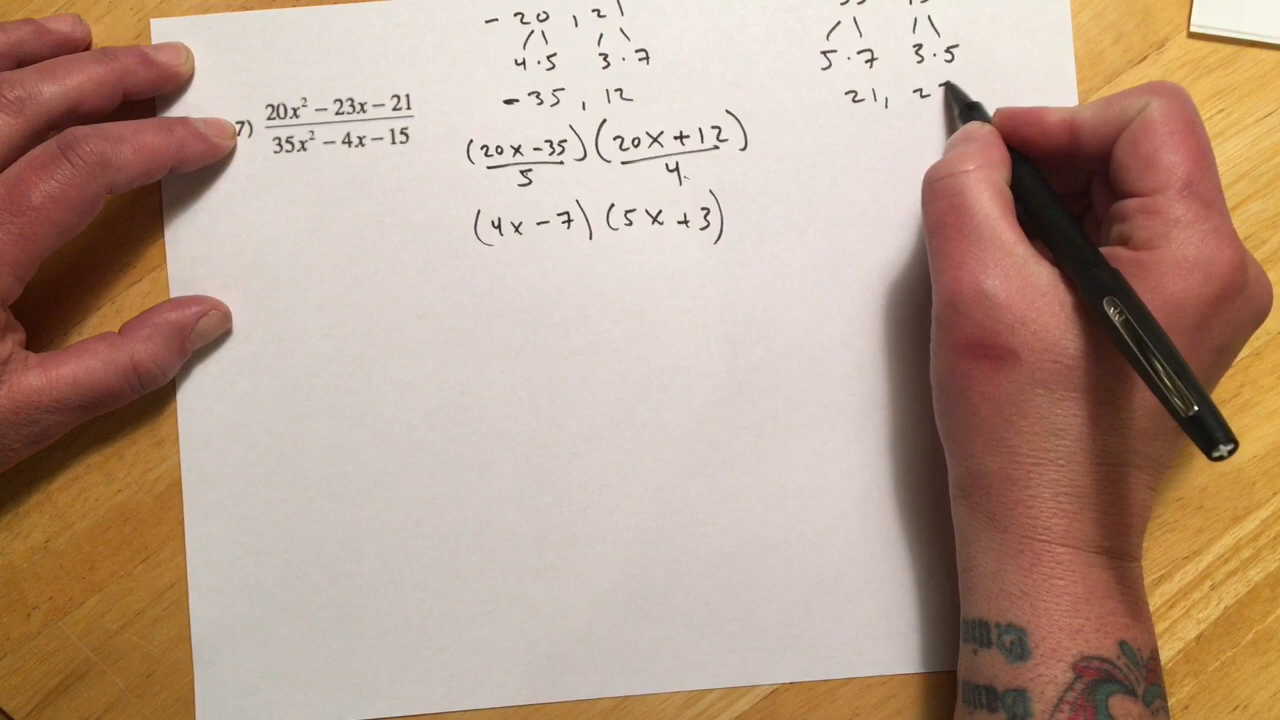 - 20 , 21
4·5 3·7
5·7 3·5
- 35 , 12
21, 2
7) 20x² – 23x – 21
35x² – 4x – 15
(20x - 35) (20x + 12)
5 4
(4x - 7) (5x + 3)